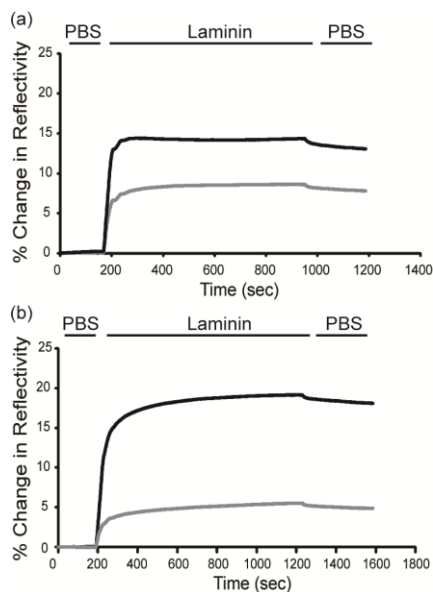 (a)
PBS Laminin PBS
% Change in Reflectivity
25
20
15
10
5
0
0 200 400 600 800 1000 1200 1400
Time (sec)
(b)
PBS Laminin PBS
% Change in Reflectivity
25
20
15
10
5
0
0 200 400 600 800 1000 1200 1400 1600 1800
Time (sec)